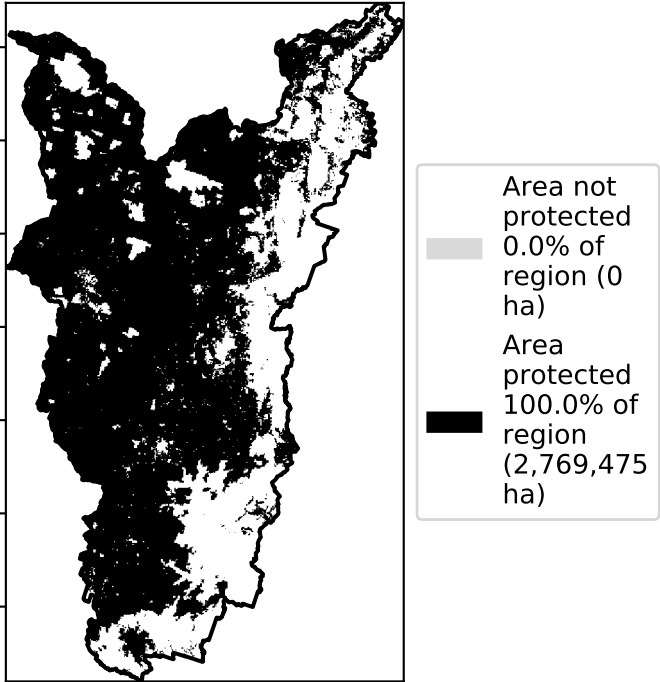 Area not
protected
0.0% of
region (0
ha)
Area
protected
100.0% of
region
(2,769,475
ha)